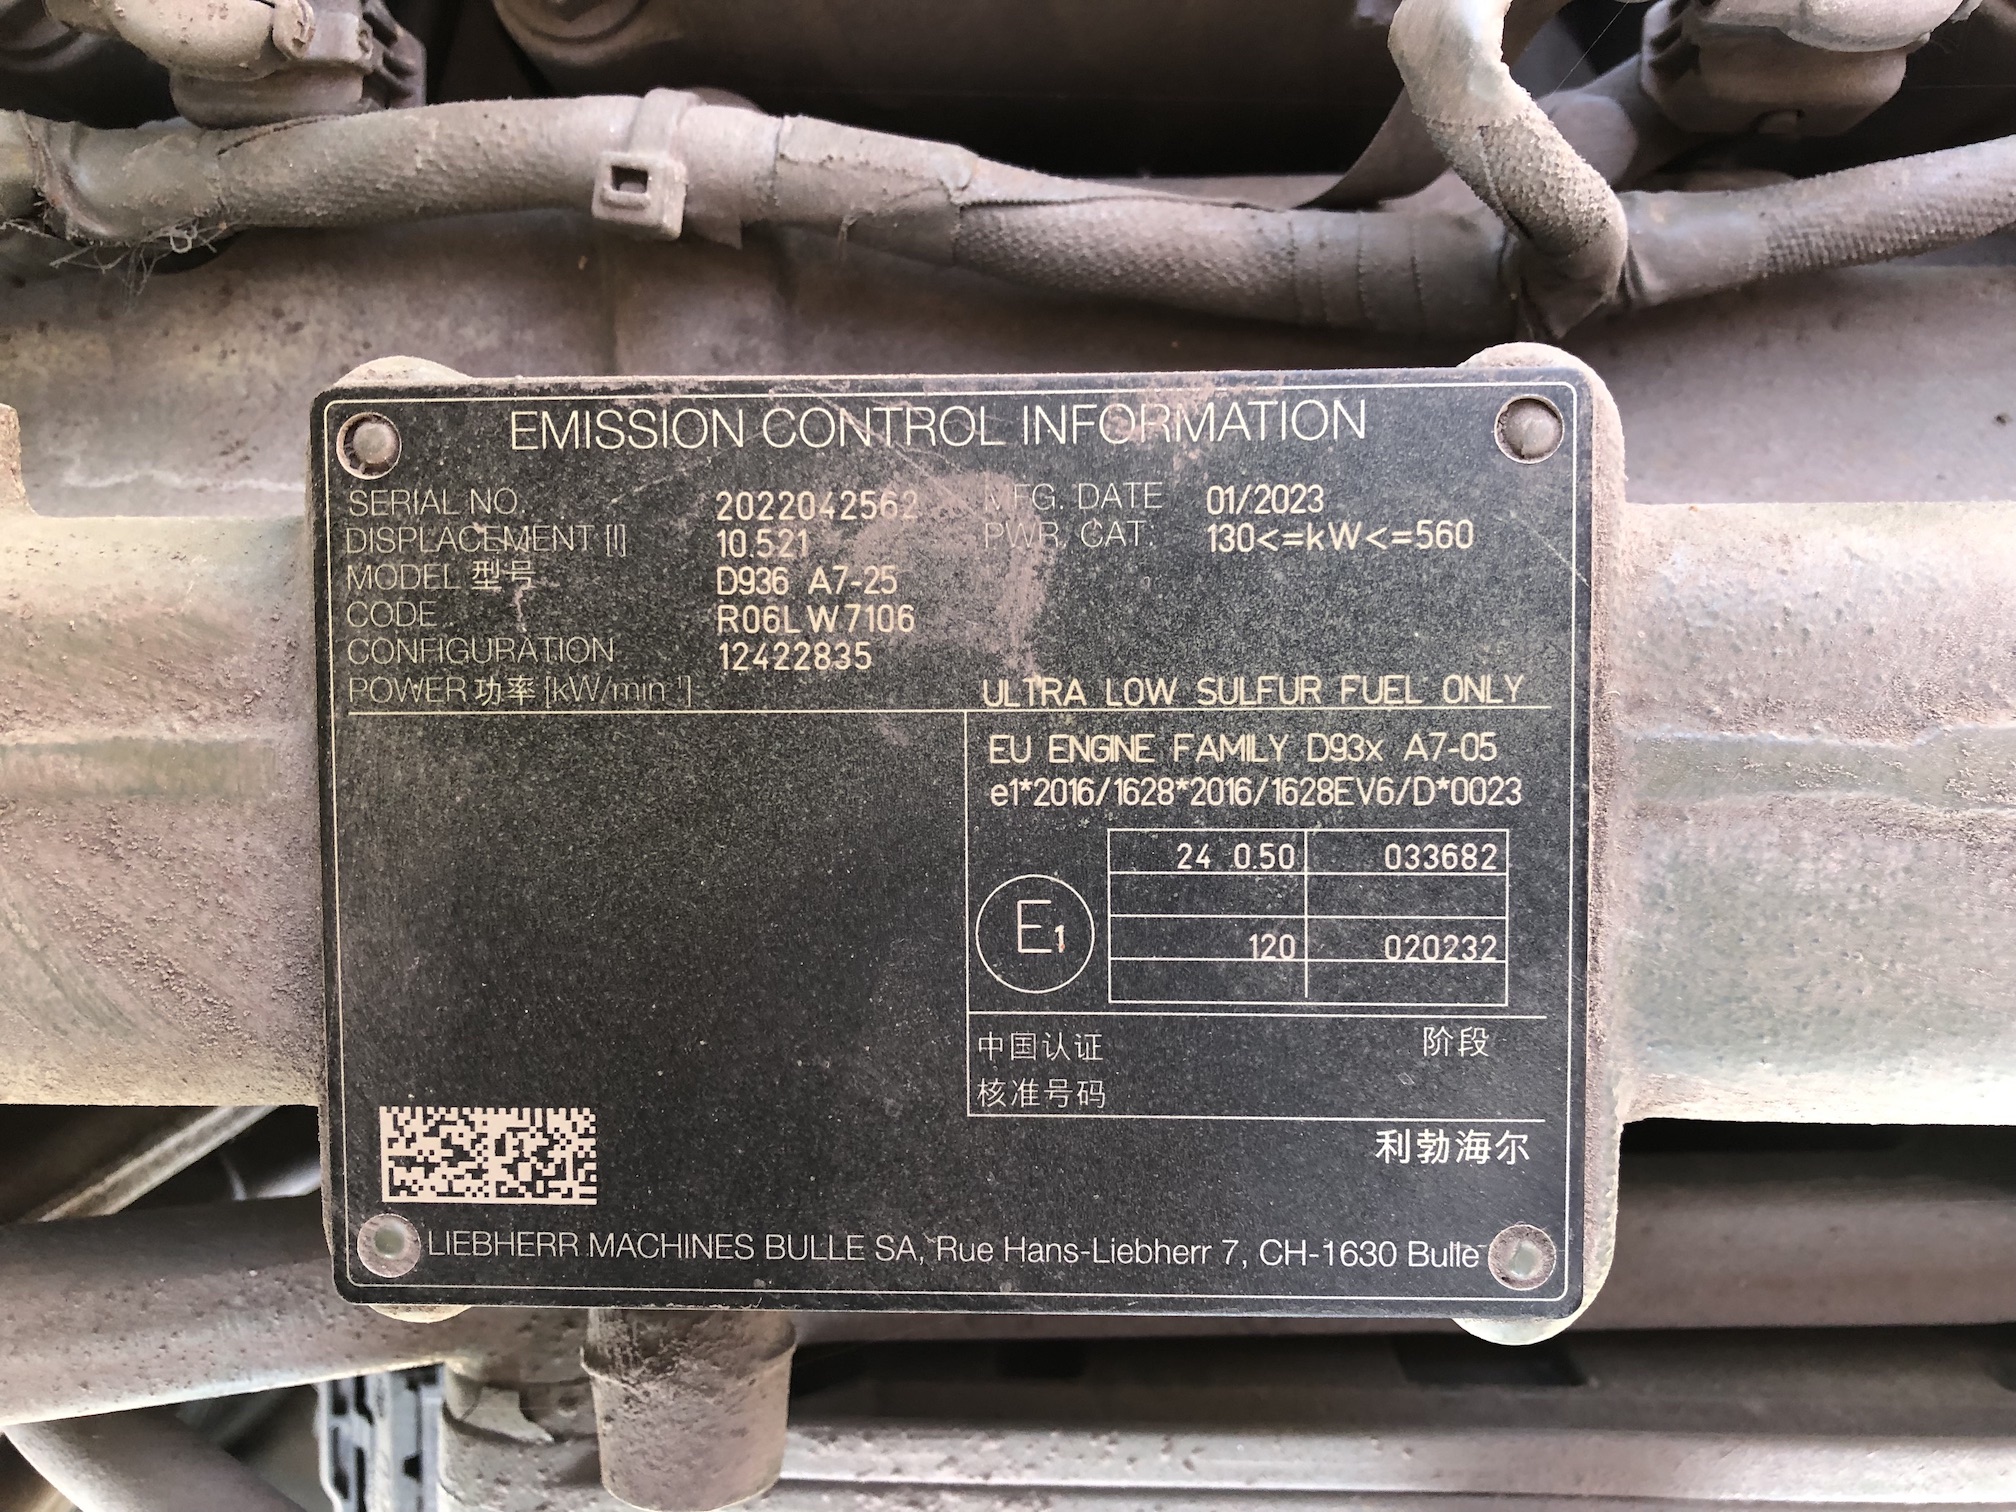 EMISSION CONTROL INFORMATION
SERIAL NO. 2022042562 MFG. DATE 01/2023
DISPLACEMENT [l] 10.521 PWR. CAT. 130<=kW<=560
MODEL 型号 D936 A7-25
CODE R06LW7106
CONFIGURATION 12422835
POWER 功率 [kW/min⁻¹] ULTRA LOW SULFUR FUEL ONLY
EU ENGINE FAMILY D93x A7-05
e1*2016/1628*2016/1628EV6/D*0023
24 0.50 033682
E1
120 020232
中国认证 阶段
核准号码
利勃海尔
LIEBHERR MACHINES BULLE SA, Rue Hans-Liebherr 7, CH-1630 Bulle